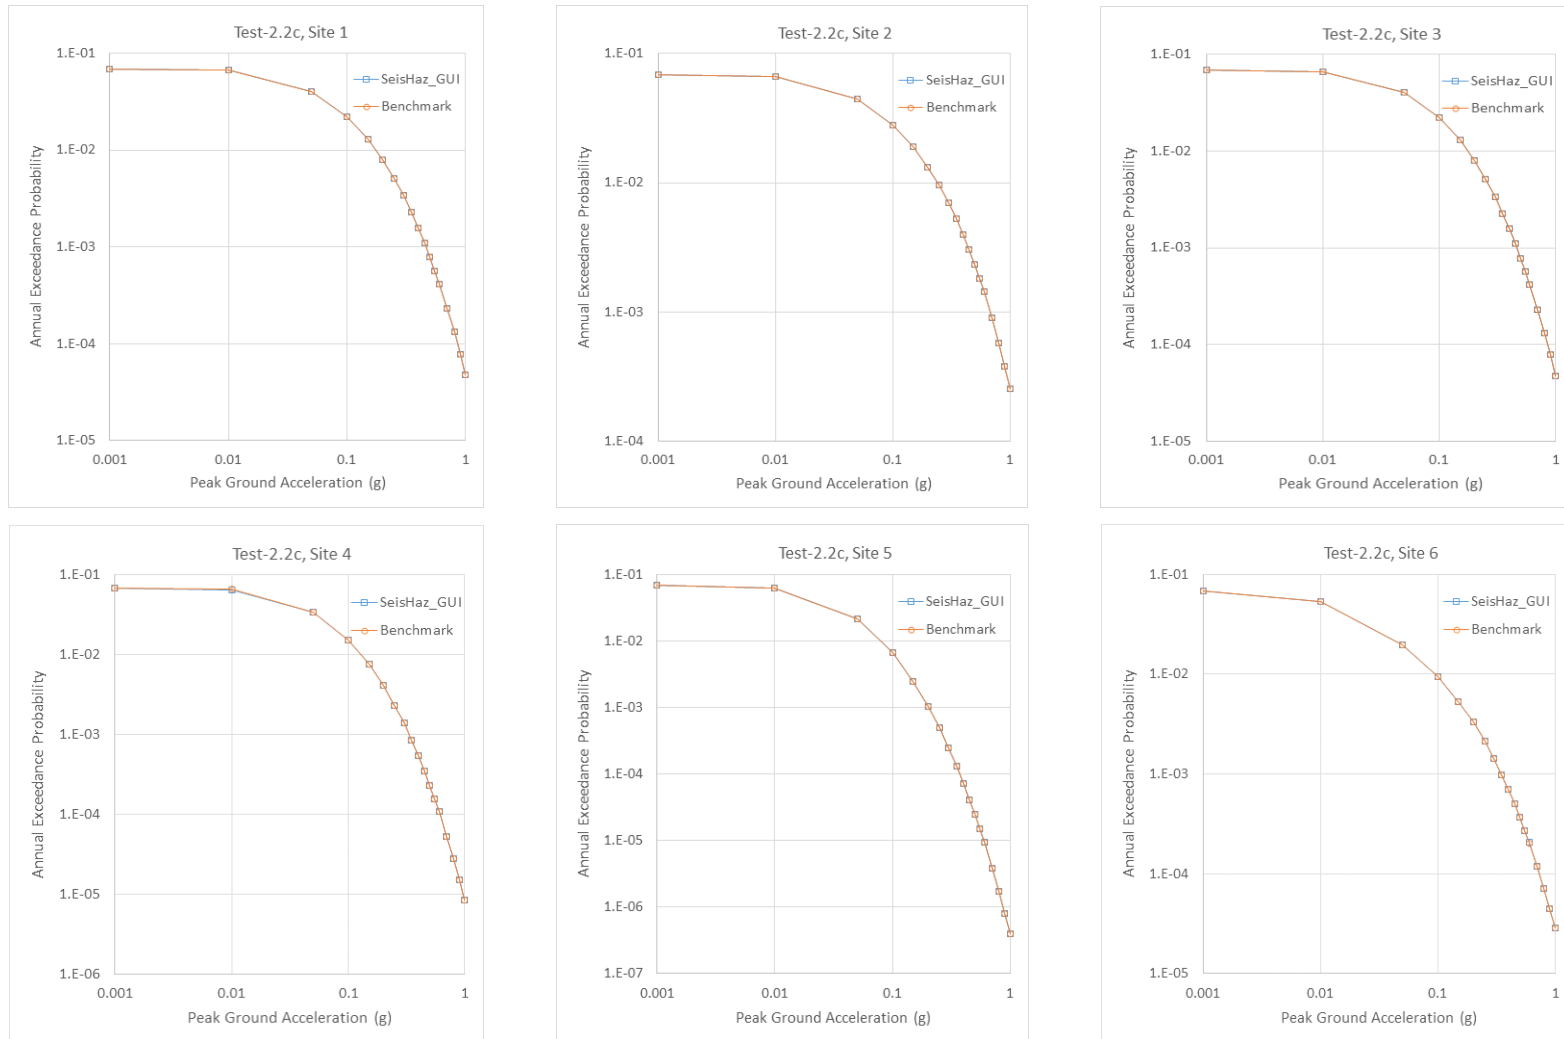 Test-2.2c, Site 1
1.E-01
SeisHaz_GUI
Benchmark
1.E-02
1.E-03
1.E-04
1.E-05
Annual Exceedance Probability
0.001 0.01 0.1 1
Peak Ground Acceleration (g)
Test-2.2c, Site 2
1.E-01
SeisHaz_GUI
Benchmark
1.E-02
1.E-03
1.E-04
Annual Exceedance Probability
0.001 0.01 0.1 1
Peak Ground Acceleration (g)
Test-2.2c, Site 3
1.E-01
SeisHaz_GUI
Benchmark
1.E-02
1.E-03
1.E-04
1.E-05
Annual Exceedance Probability
0.001 0.01 0.1 1
Peak Ground Acceleration (g)
Test-2.2c, Site 4
1.E-01
SeisHaz_GUI
Benchmark
1.E-02
1.E-03
1.E-04
1.E-05
1.E-06
Annual Exceedance Probability
0.001 0.01 0.1 1
Peak Ground Acceleration (g)
Test-2.2c, Site 5
1.E-01
SeisHaz_GUI
Benchmark
1.E-02
1.E-03
1.E-04
1.E-05
1.E-06
1.E-07
Annual Exceedance Probability
0.001 0.01 0.1 1
Peak Ground Acceleration (g)
Test-2.2c, Site 6
1.E-01
SeisHaz_GUI
Benchmark
1.E-02
1.E-03
1.E-04
1.E-05
Annual Exceedance Probability
0.001 0.01 0.1 1
Peak Ground Acceleration (g)